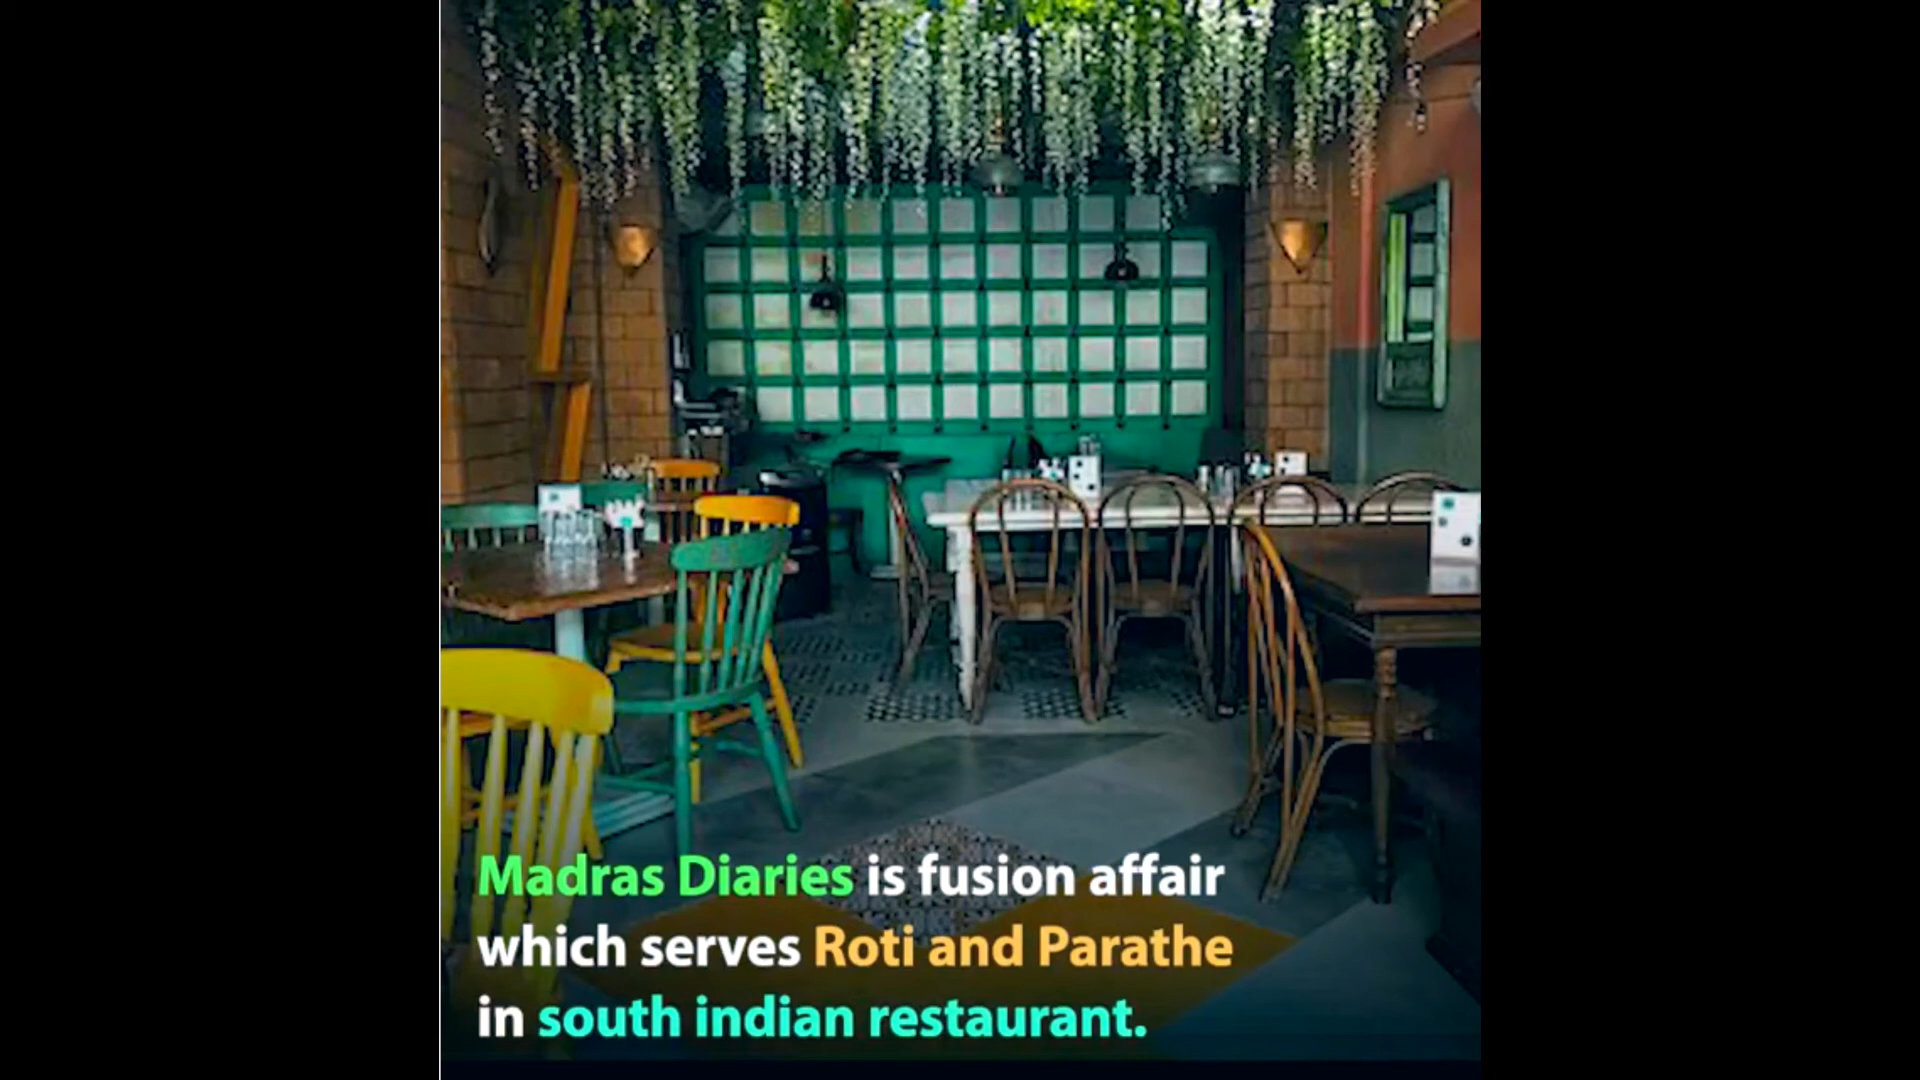 Madras Diaries is fusion affair
which serves Roti and Parathe
in south indian restaurant.